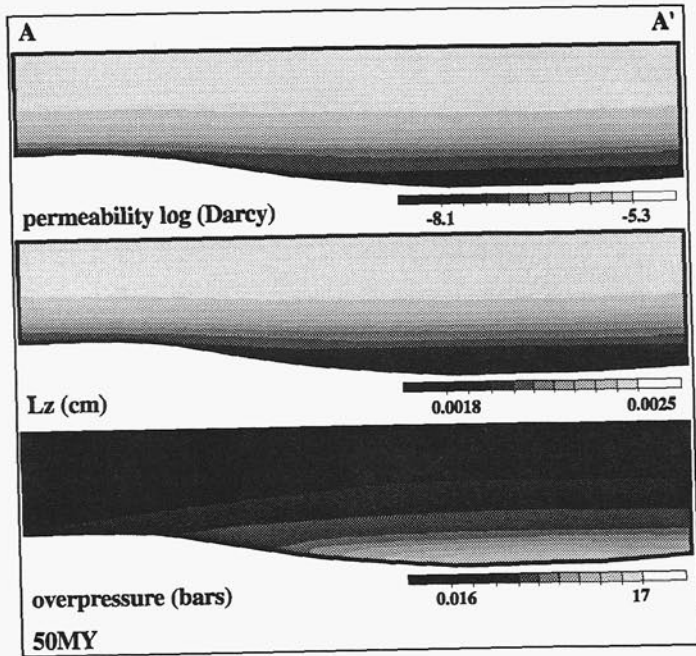 A A'
permeability log (Darcy)
-8.1 -5.3
Lz (cm)
0.0018 0.0025
overpressure (bars)
0.016 17
50MY